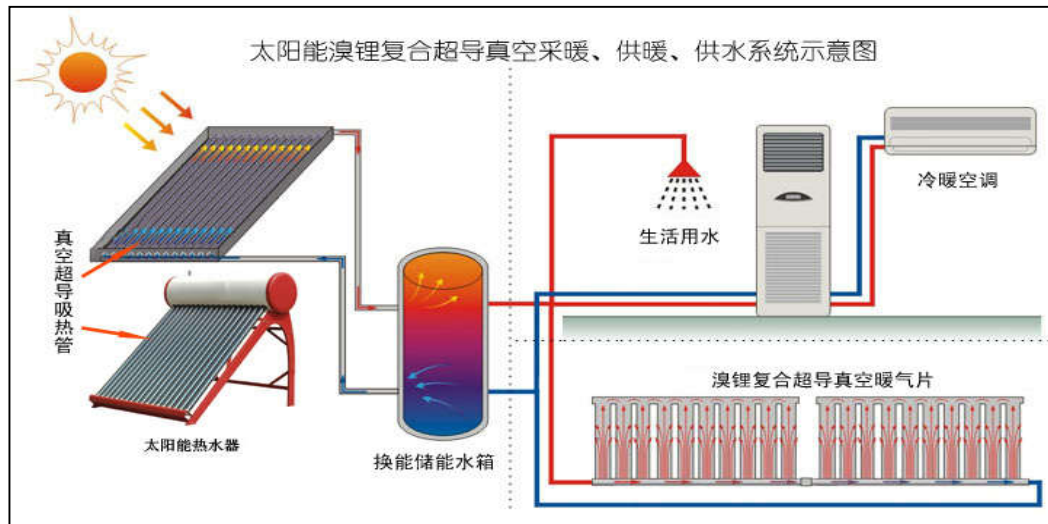 太阳能溴锂复合超导真空采暖、供暖、供水系统示意图
真空超导吸热管
太阳能热水器
换能储能水箱
生活用水
冷暖空调
溴锂复合超导真空暖气片